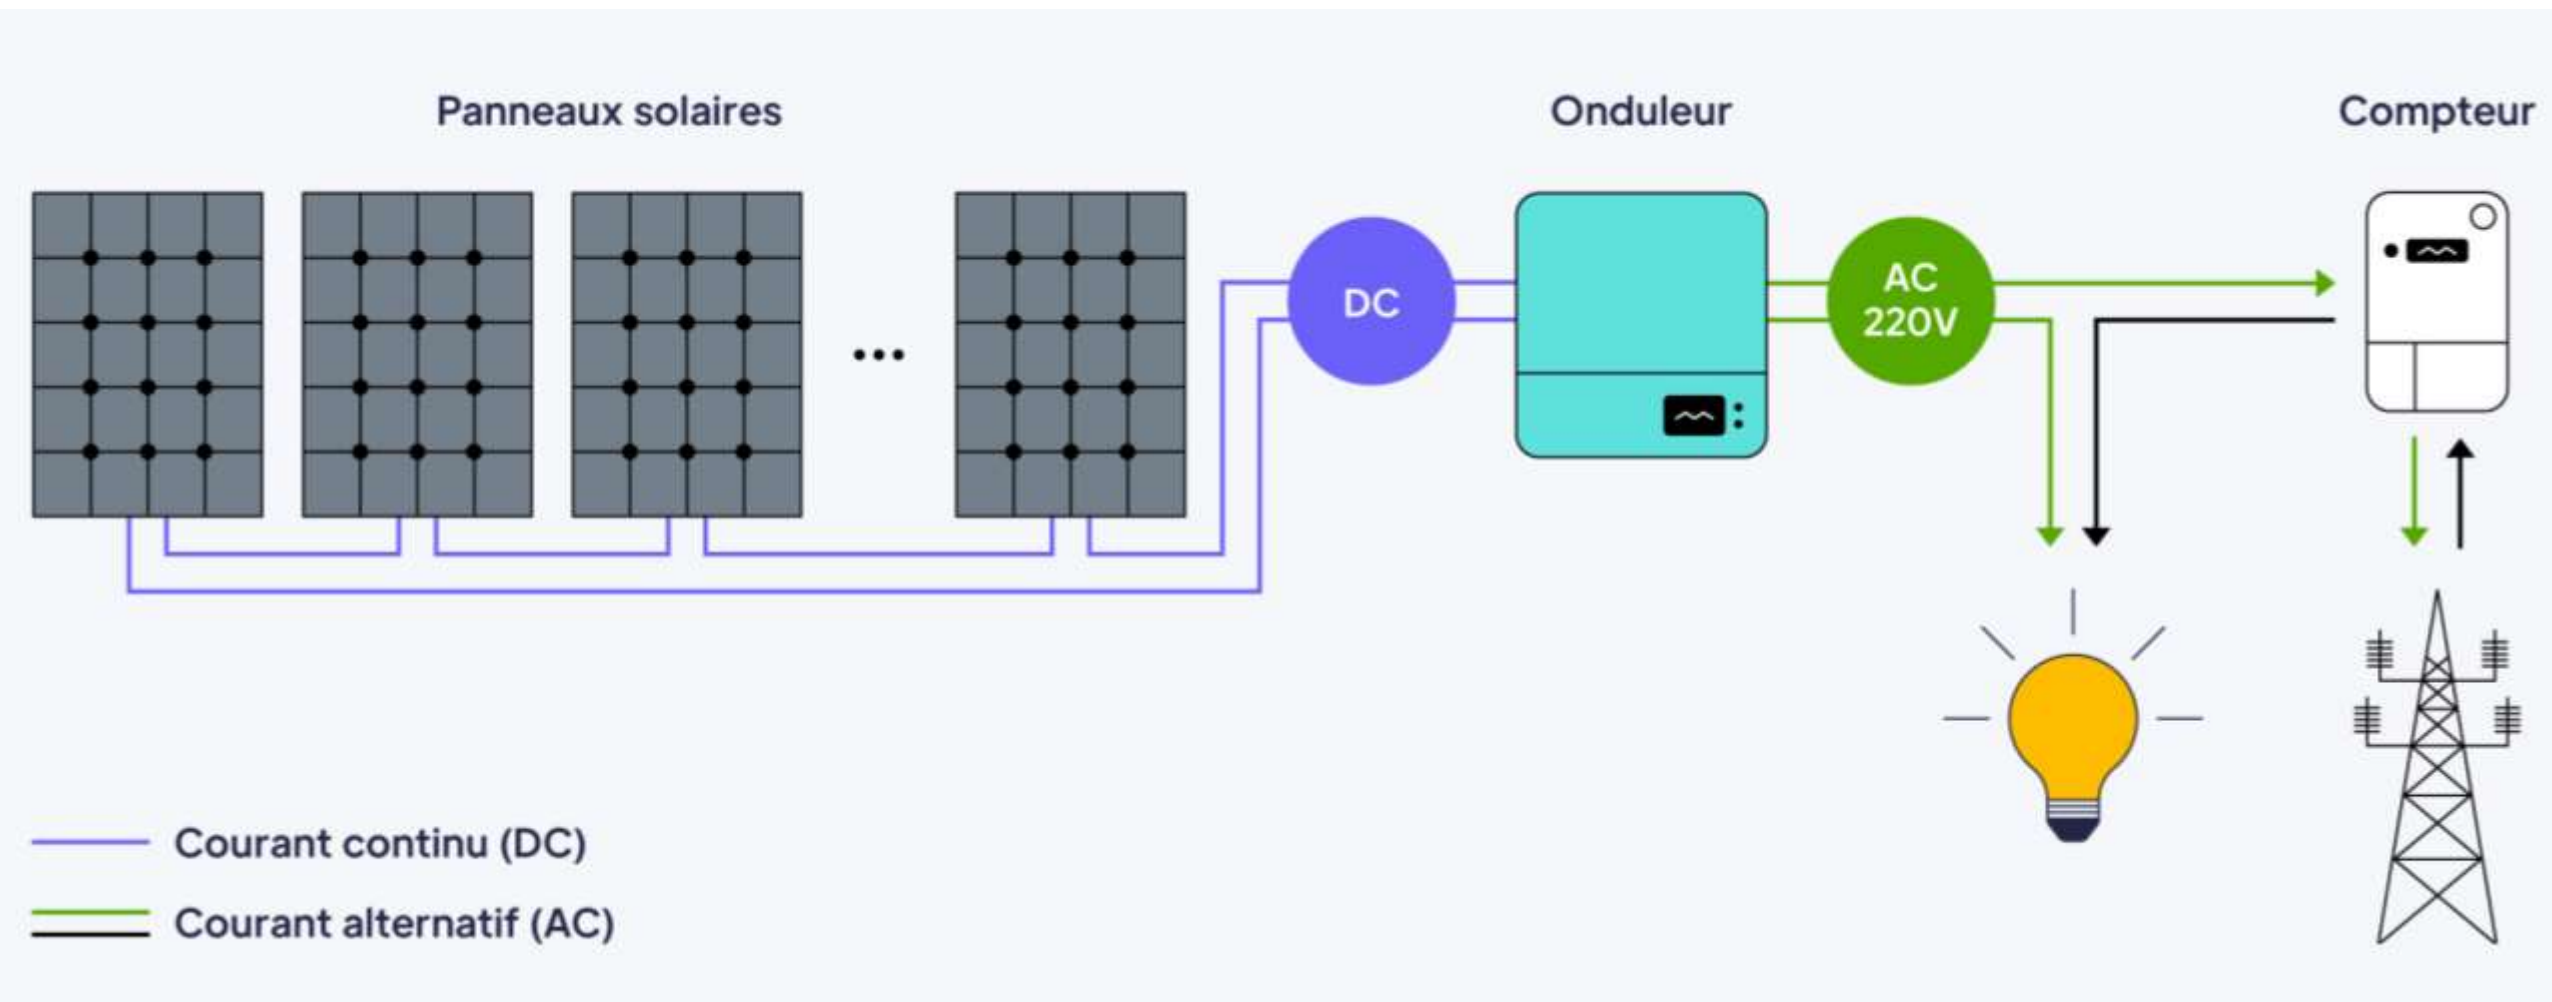 Panneaux solaires
Onduleur
Compteur
DC
AC
220V
Courant continu (DC)
Courant alternatif (AC)